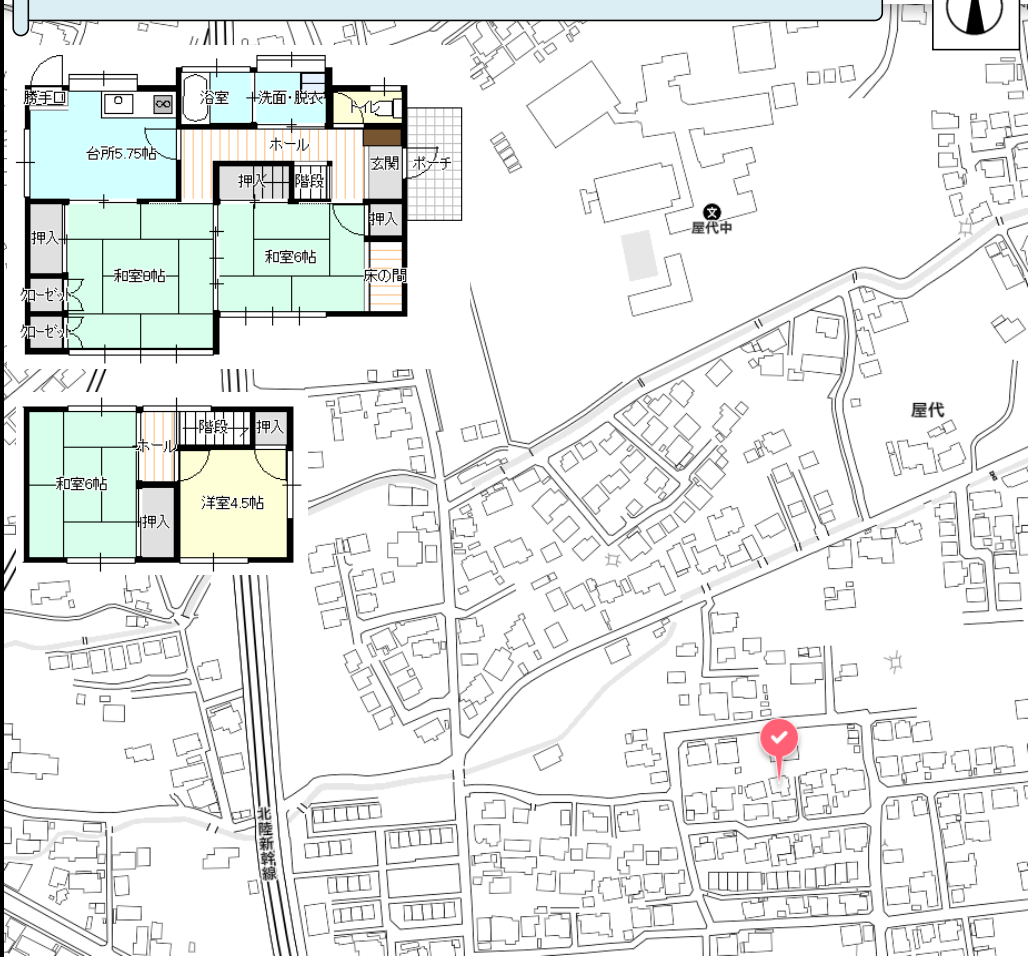 勝手口
浴室
洗面・脱衣
トイレ
台所5.75帖
ホール
玄関
ポーチ
押入
階段
押入
押入
和室8帖
和室6帖
床の間
クローゼット
クローゼット
屋代中
屋代
階段
押入
ホール
和室6帖
洋室4.5帖
押入
北陸新幹線